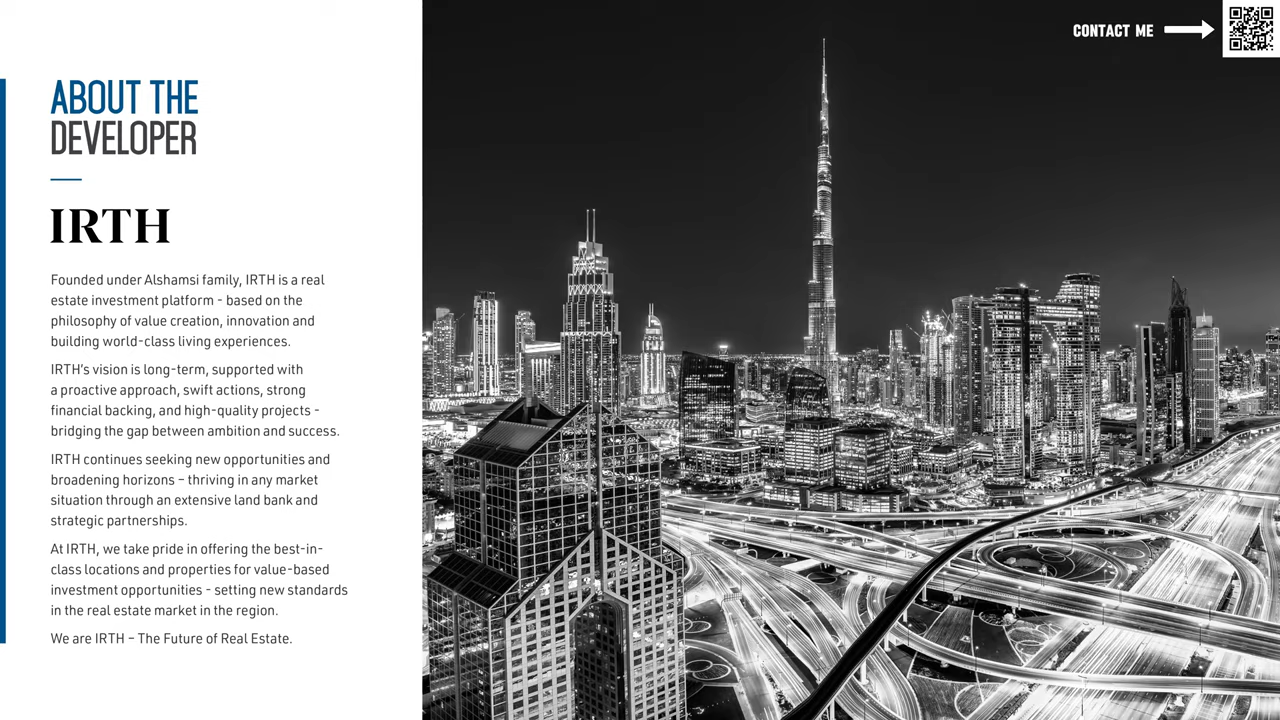 CONTACT ME
ABOUT THE
DEVELOPER
IRTH
Founded under Alshamsi family, IRTH is a real
estate investment platform - based on the
philosophy of value creation, innovation and
building world-class living experiences.
IRTH's vision is long-term, supported with
a proactive approach, swift actions, strong
financial backing, and high-quality projects -
bridging the gap between ambition and success.
IRTH continues seeking new opportunities and
broadening horizons – thriving in any market
situation through an extensive land bank and
strategic partnerships.
At IRTH, we take pride in offering the best-in-
class locations and properties for value-based
investment opportunities - setting new standards
in the real estate market in the region.
We are IRTH – The Future of Real Estate.